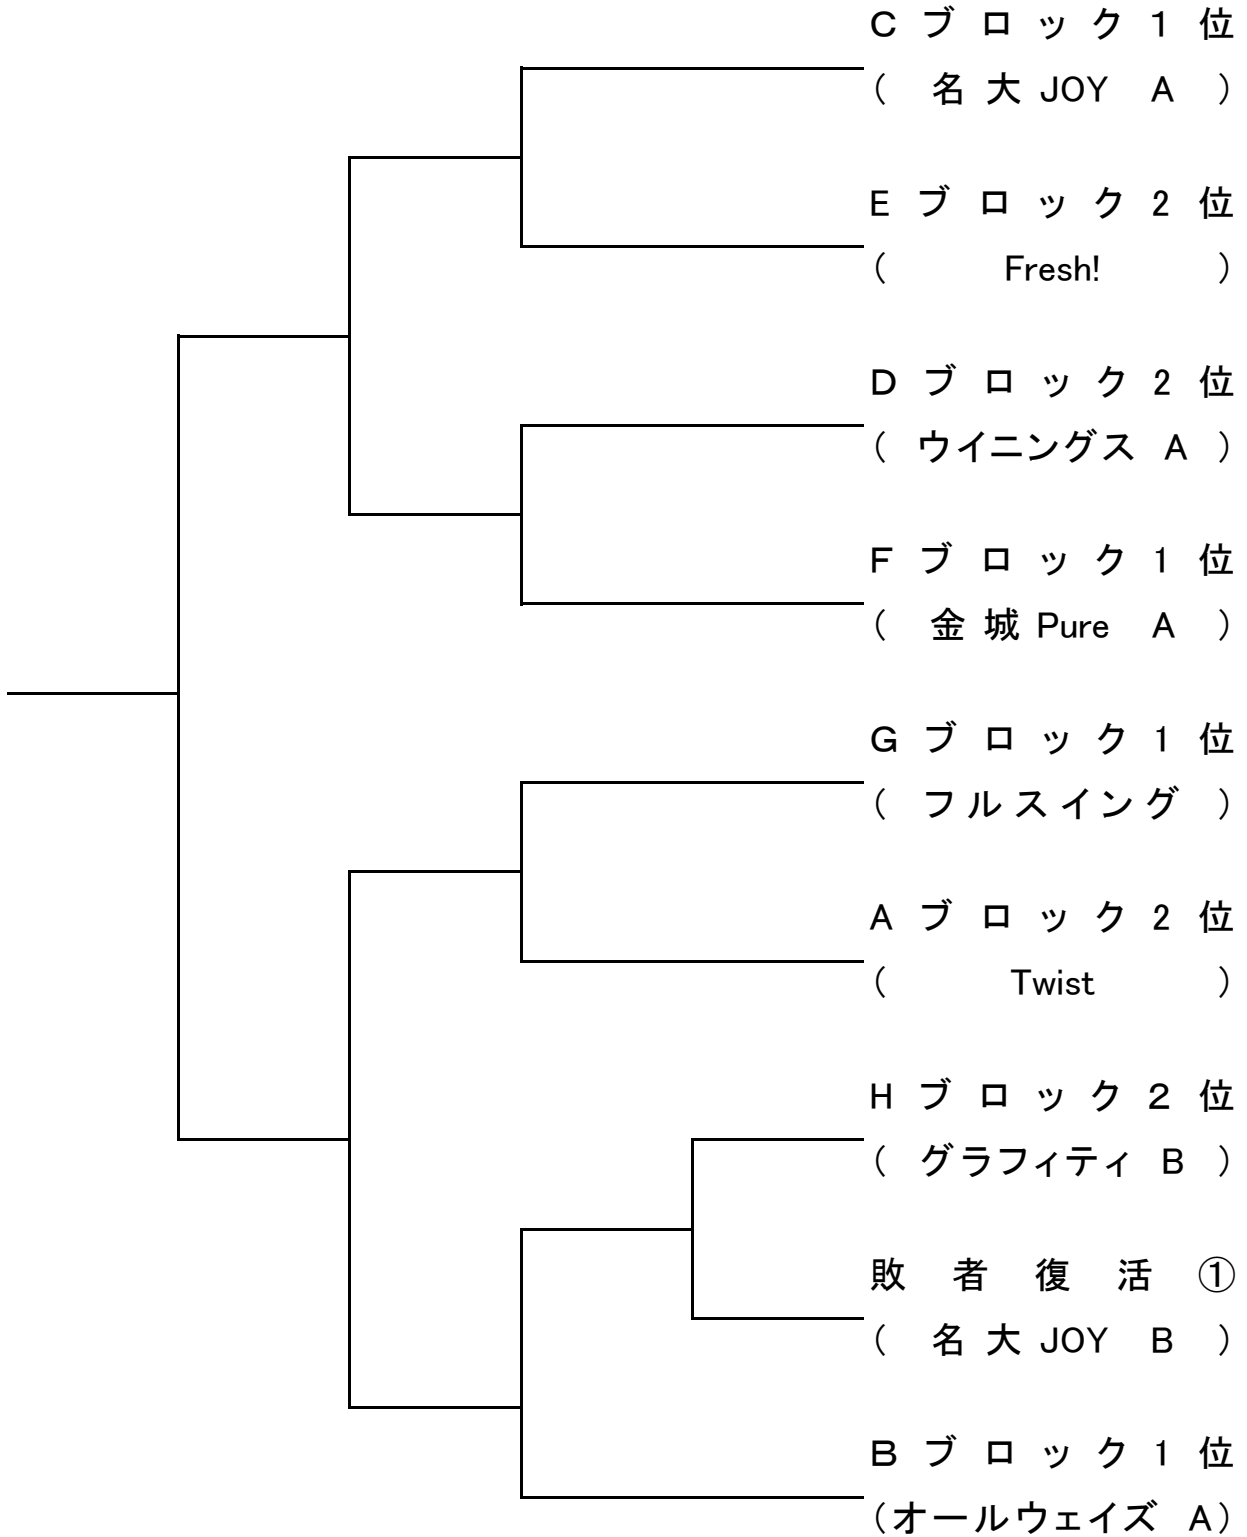 C ブロック 1 位
( 名大 JOY A )
E ブロック 2 位
( Fresh! )
D ブロック 2 位
( ウイニングス A )
F ブロック 1 位
( 金城 Pure A )
G ブロック 1 位
( フルスイング )
A ブロック 2 位
( Twist )
H ブロック 2 位
( グラフィティ B )
敗者復活①
( 名大 JOY B )
B ブロック 1 位
(オールウェイズ A)